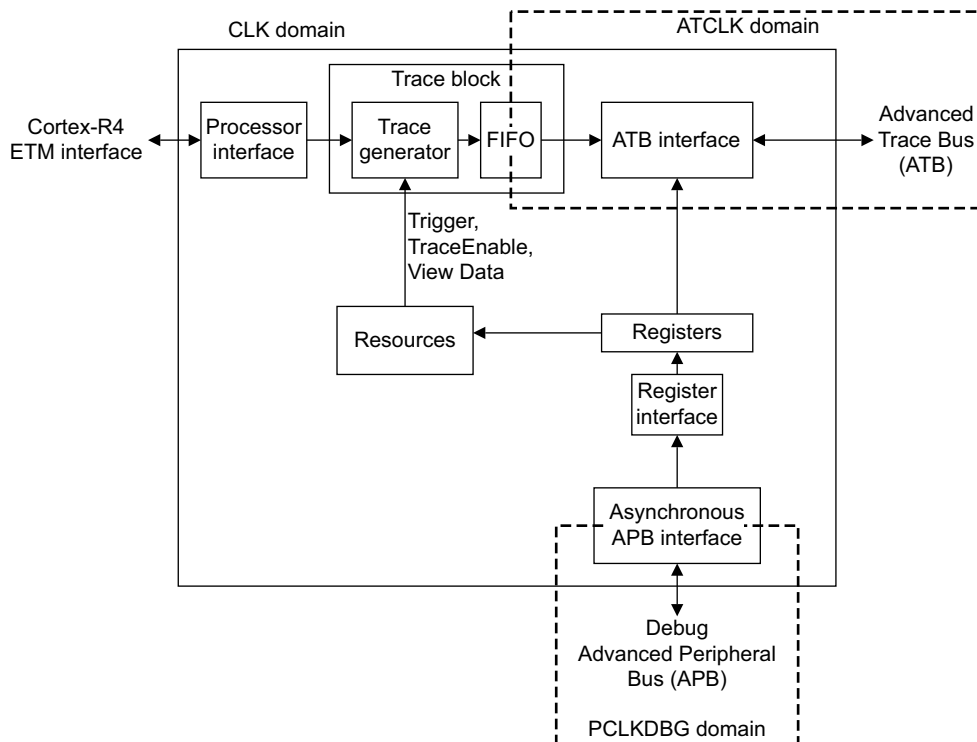 CLK domain
ATCLK domain
Trace block
Cortex-R4
ETM interface
Processor
interface
Trace
generator
FIFO
ATB interface
Advanced
Trace Bus
(ATB)
Trigger,
TraceEnable,
View Data
Resources
Registers
Register
interface
Asynchronous
APB interface
Debug
Advanced Peripheral
Bus (APB)
PCLKDBG domain